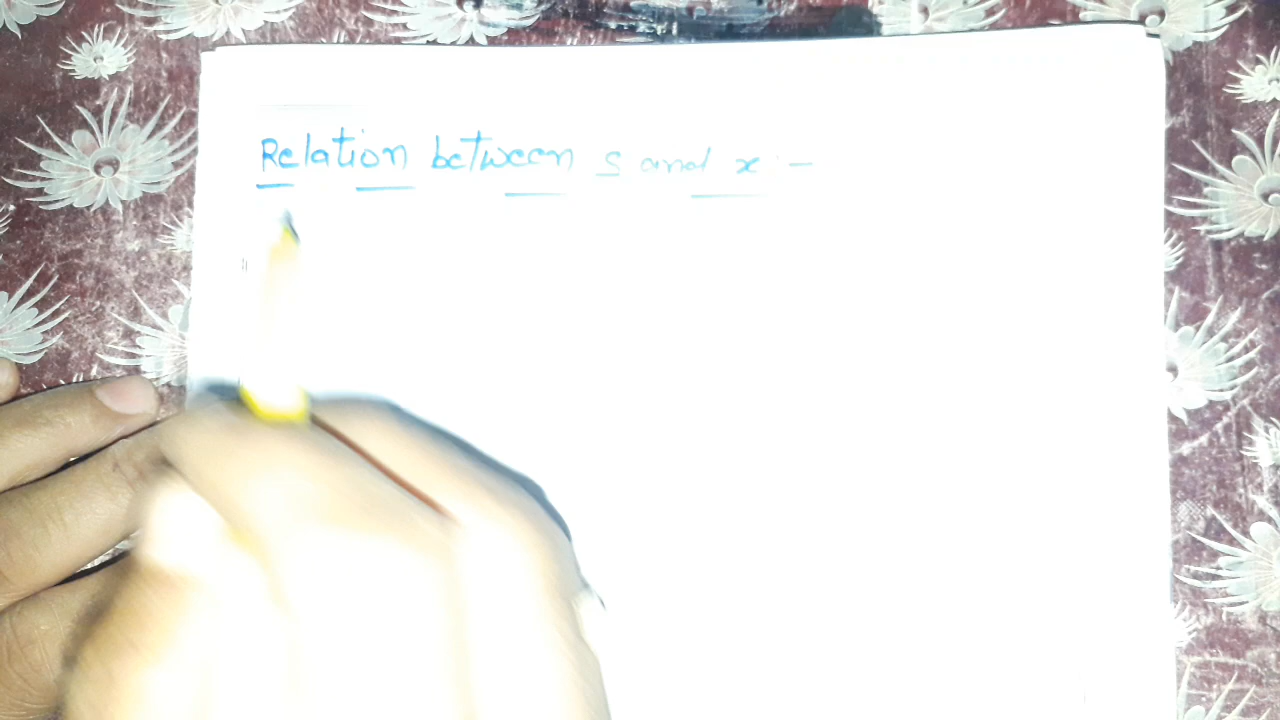 Relation between s and x :-